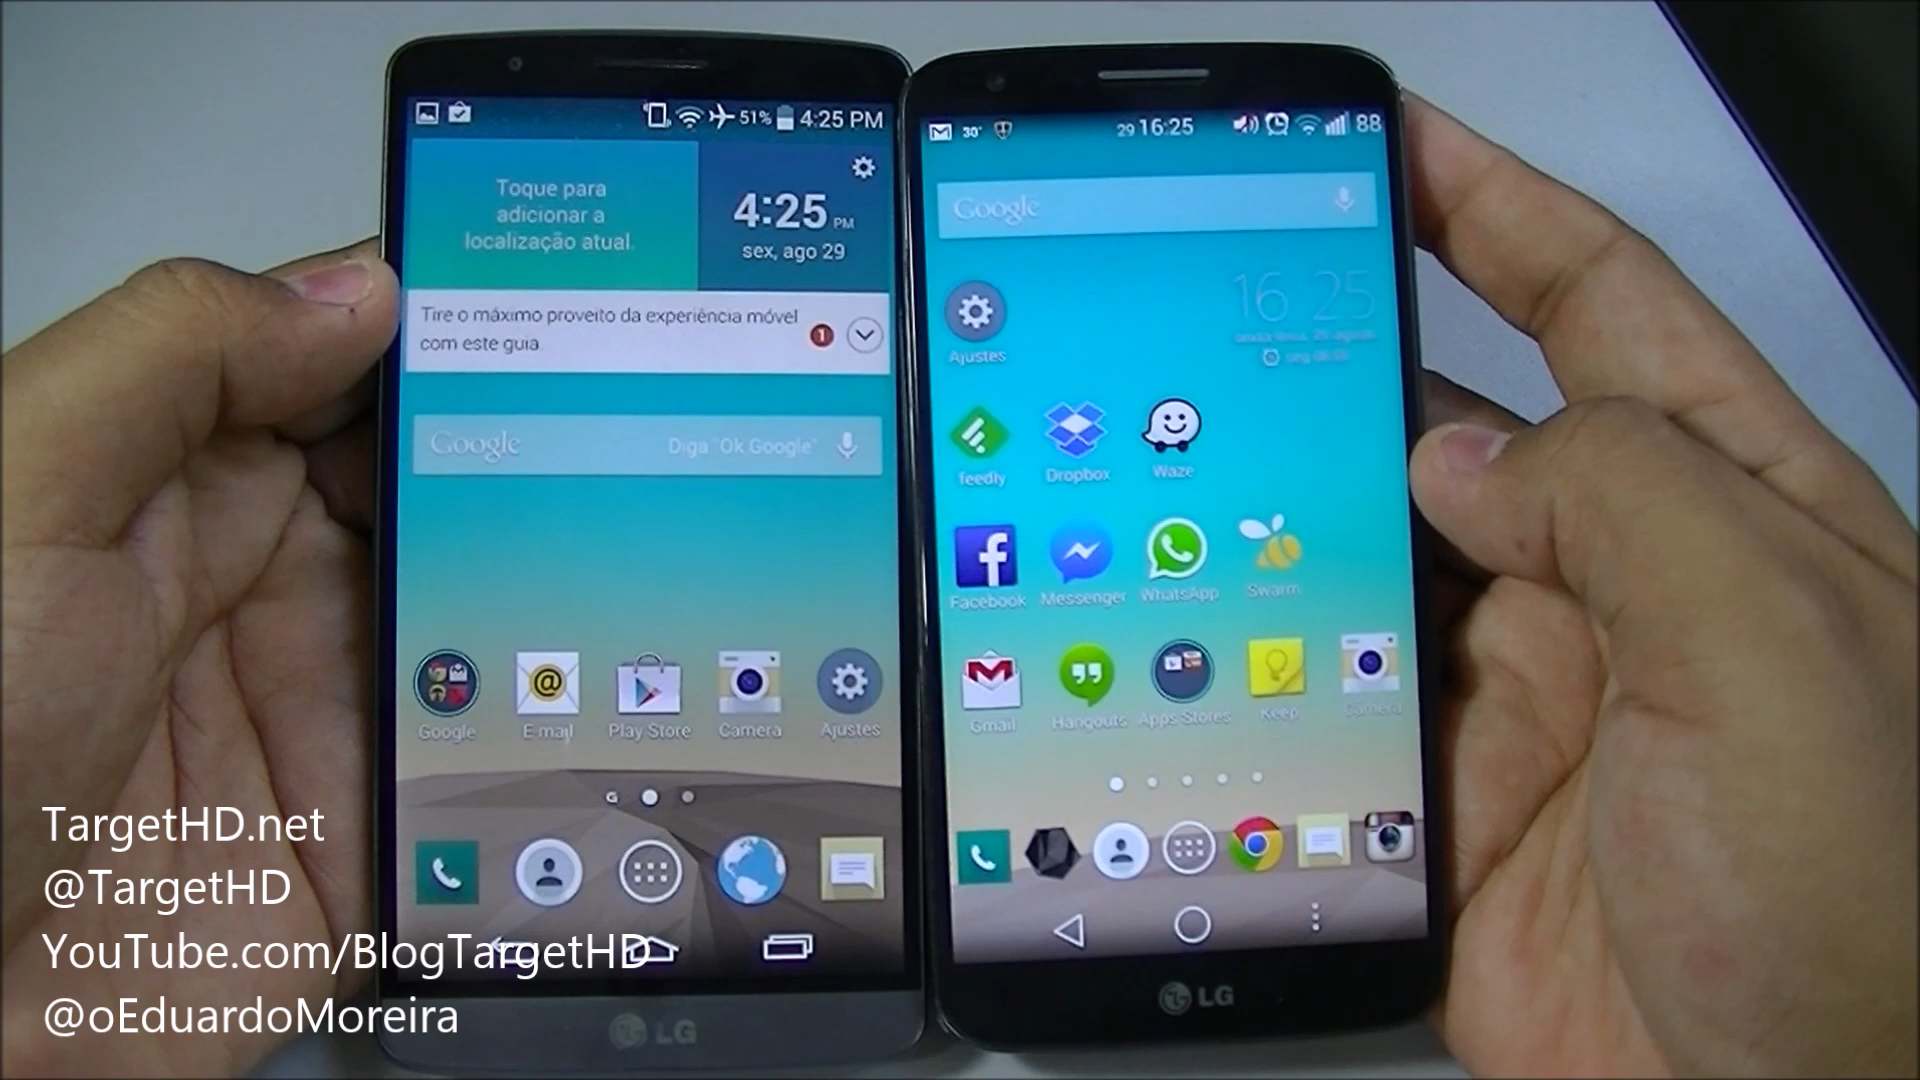 51% 4:25 PM
Toque para
adicionar a
localização atual.
4:25 PM
sex, ago 29
Tire o máximo proveito da experiência móvel
com este guia.
1
Google Diga "Ok Google"
Google E-mail Play Store Camera Ajustes
LG
30° 29 16:25 88
Google
16 25
Ajustes
feedly Dropbox Waze
Facebook Messenger WhatsApp Swarm
Gmail Hangouts Apps Stores Keep Camera
LG
TargetHD.net
@TargetHD
YouTube.com/BlogTargetHD
@oEduardoMoreira